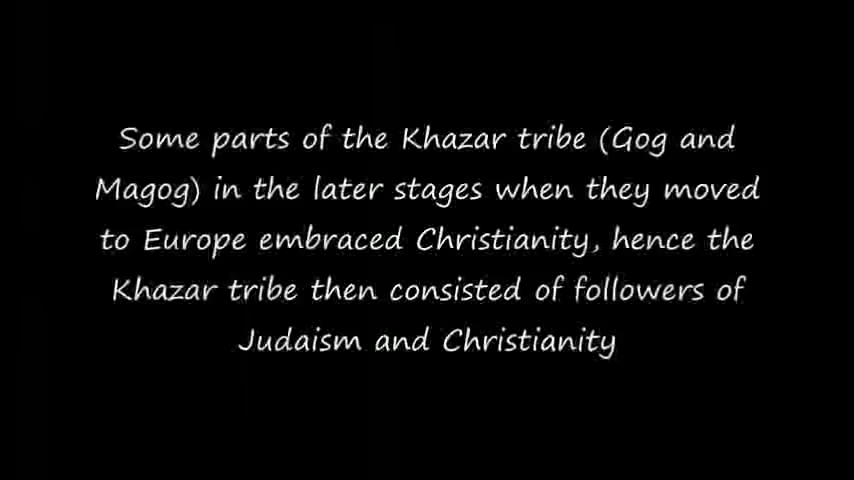 Some parts of the Khazar tribe (Gog and
Magog) in the later stages when they moved
to Europe embraced Christianity, hence the
Khazar tribe then consisted of followers of
Judaism and Christianity